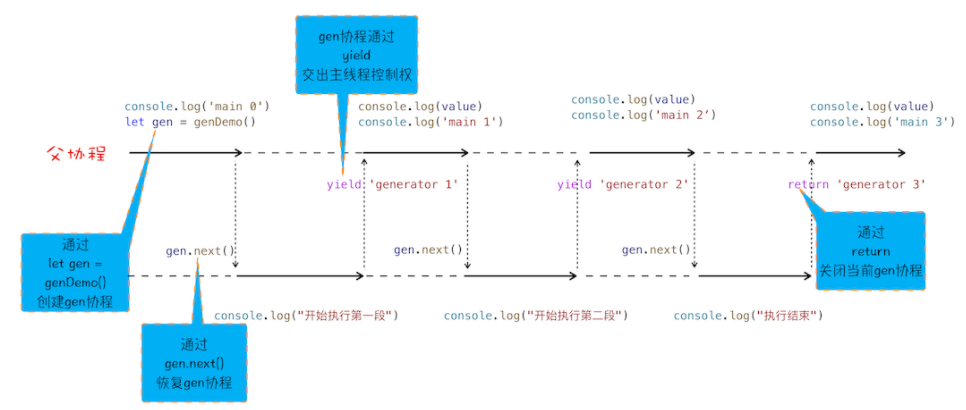 gen协程通过
yield
交出主线程控制权
console.log('main 0')
let gen = genDemo()
console.log(value)
console.log('main 1')
console.log(value)
console.log('main 2’)
console.log(value)
console.log('main 3')
父协程
yield 'generator 1'
yield 'generator 2'
return 'generator 3'
通过
let gen =
genDemo()
创建gen协程
gen.next()
gen.next()
gen.next()
通过
return
关闭当前gen协程
console.log("开始执行第一段")
console.log("开始执行第二段")
console.log("执行结束")
通过
gen.next()
恢复gen协程